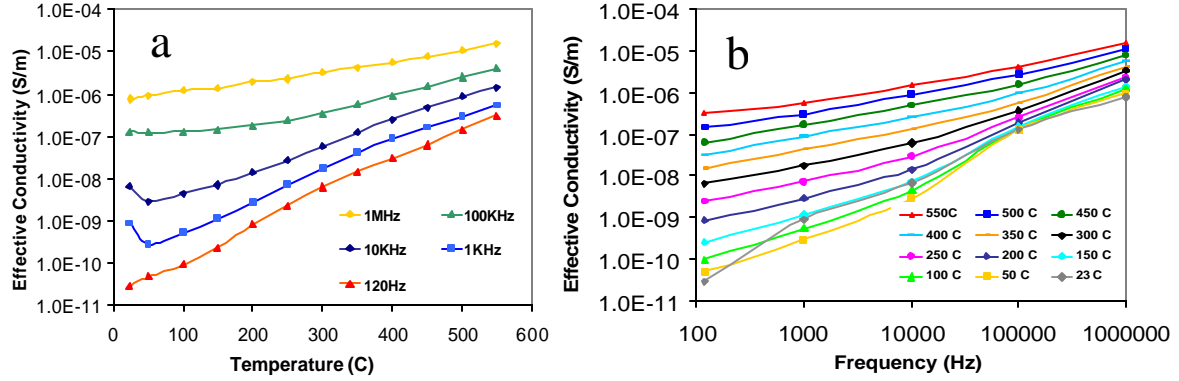 a
Effective Conductivity (S/m)
1.0E-04
1.0E-05
1.0E-06
1.0E-07
1.0E-08
1.0E-09
1.0E-10
1.0E-11
0 100 200 300 400 500 600
Temperature (C)
1MHz 100KHz
10KHz 1KHz
120Hz
b
Effective Conductivity (S/m)
1.0E-04
1.0E-05
1.0E-06
1.0E-07
1.0E-08
1.0E-09
1.0E-10
1.0E-11
100 1000 10000 100000 1000000
Frequency (Hz)
550C 500 C 450 C
400 C 350 C 300 C
250 C 200 C 150 C
100 C 50 C 23 C